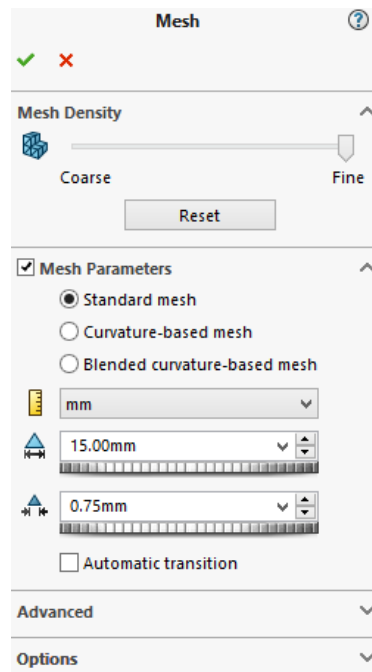 Mesh
?
Mesh Density
Coarse Fine
Reset
Mesh Parameters
Standard mesh
Curvature-based mesh
Blended curvature-based mesh
mm
15.00mm
0.75mm
Automatic transition
Advanced
Options